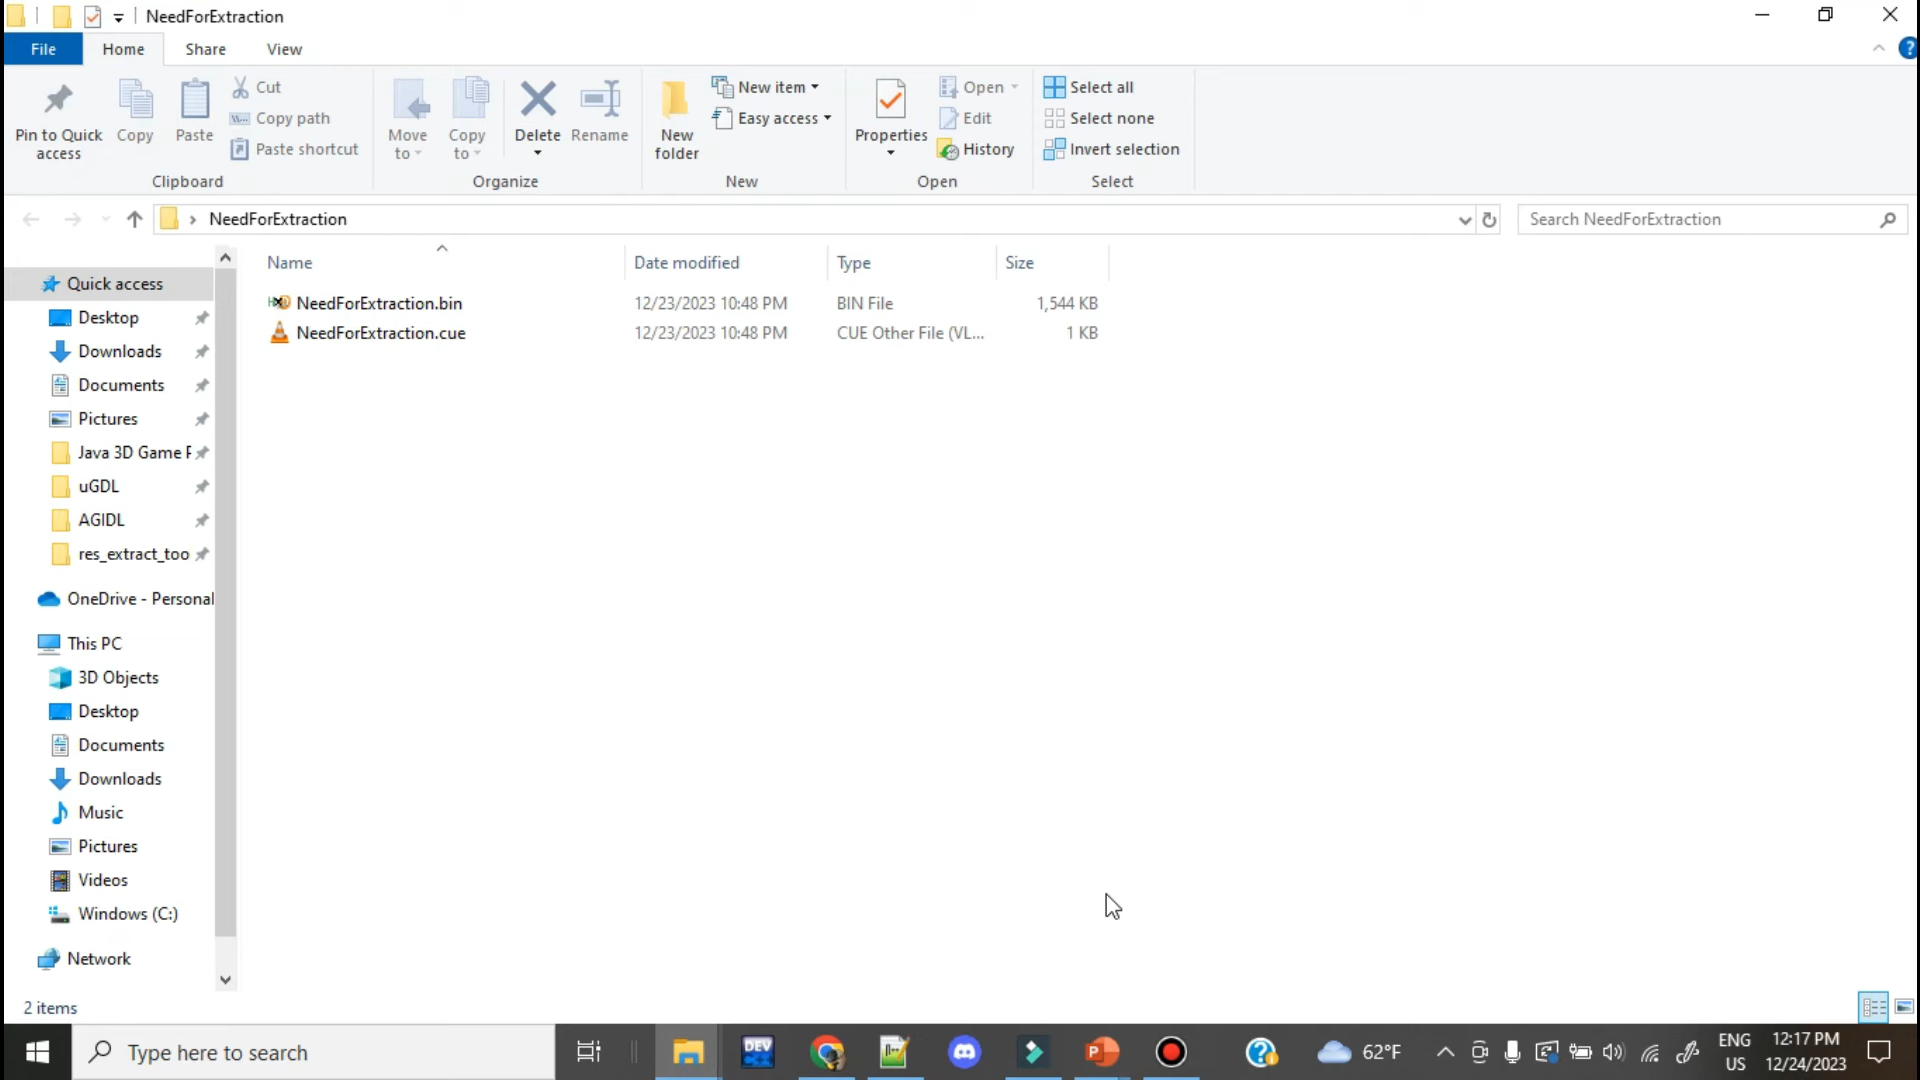 NeedForExtraction
File Home Share View
Pin to Quick access
Copy
Paste
Cut
Copy path
Paste shortcut
Clipboard
Move to
Copy to
Delete
Rename
Organize
New folder
New item
Easy access
New
Properties
Open
Edit
History
Open
Select all
Select none
Invert selection
Select
NeedForExtraction
Search NeedForExtraction
Name Date modified Type Size
NeedForExtraction.bin 12/23/2023 10:48 PM BIN File 1,544 KB
NeedForExtraction.cue 12/23/2023 10:48 PM CUE Other File (VL... 1 KB
Quick access
Desktop
Downloads
Documents
Pictures
Java 3D Game F
uGDL
AGIDL
res_extract_too
OneDrive - Personal
This PC
3D Objects
Desktop
Documents
Downloads
Music
Pictures
Videos
Windows (C:)
Network
2 items
Type here to search
DEV
62°F
ENG
US
12:17 PM
12/24/2023